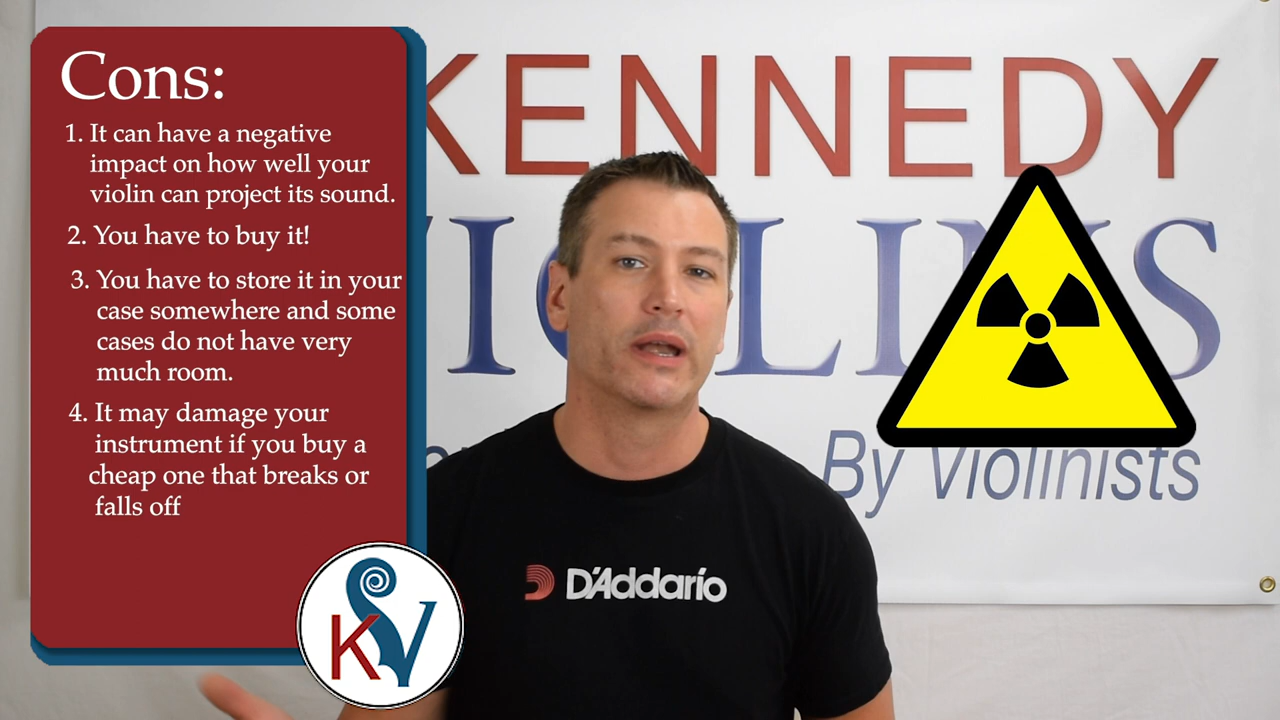 Cons:
1. It can have a negative
impact on how well your
violin can project its sound.
2. You have to buy it!
3. You have to store it in your
case somewhere and some
cases do not have very
much room.
4. It may damage your
instrument if you buy a
cheap one that breaks or
falls off
KV
KENNEDY
VIOLINS
By Violinists
D'Addario